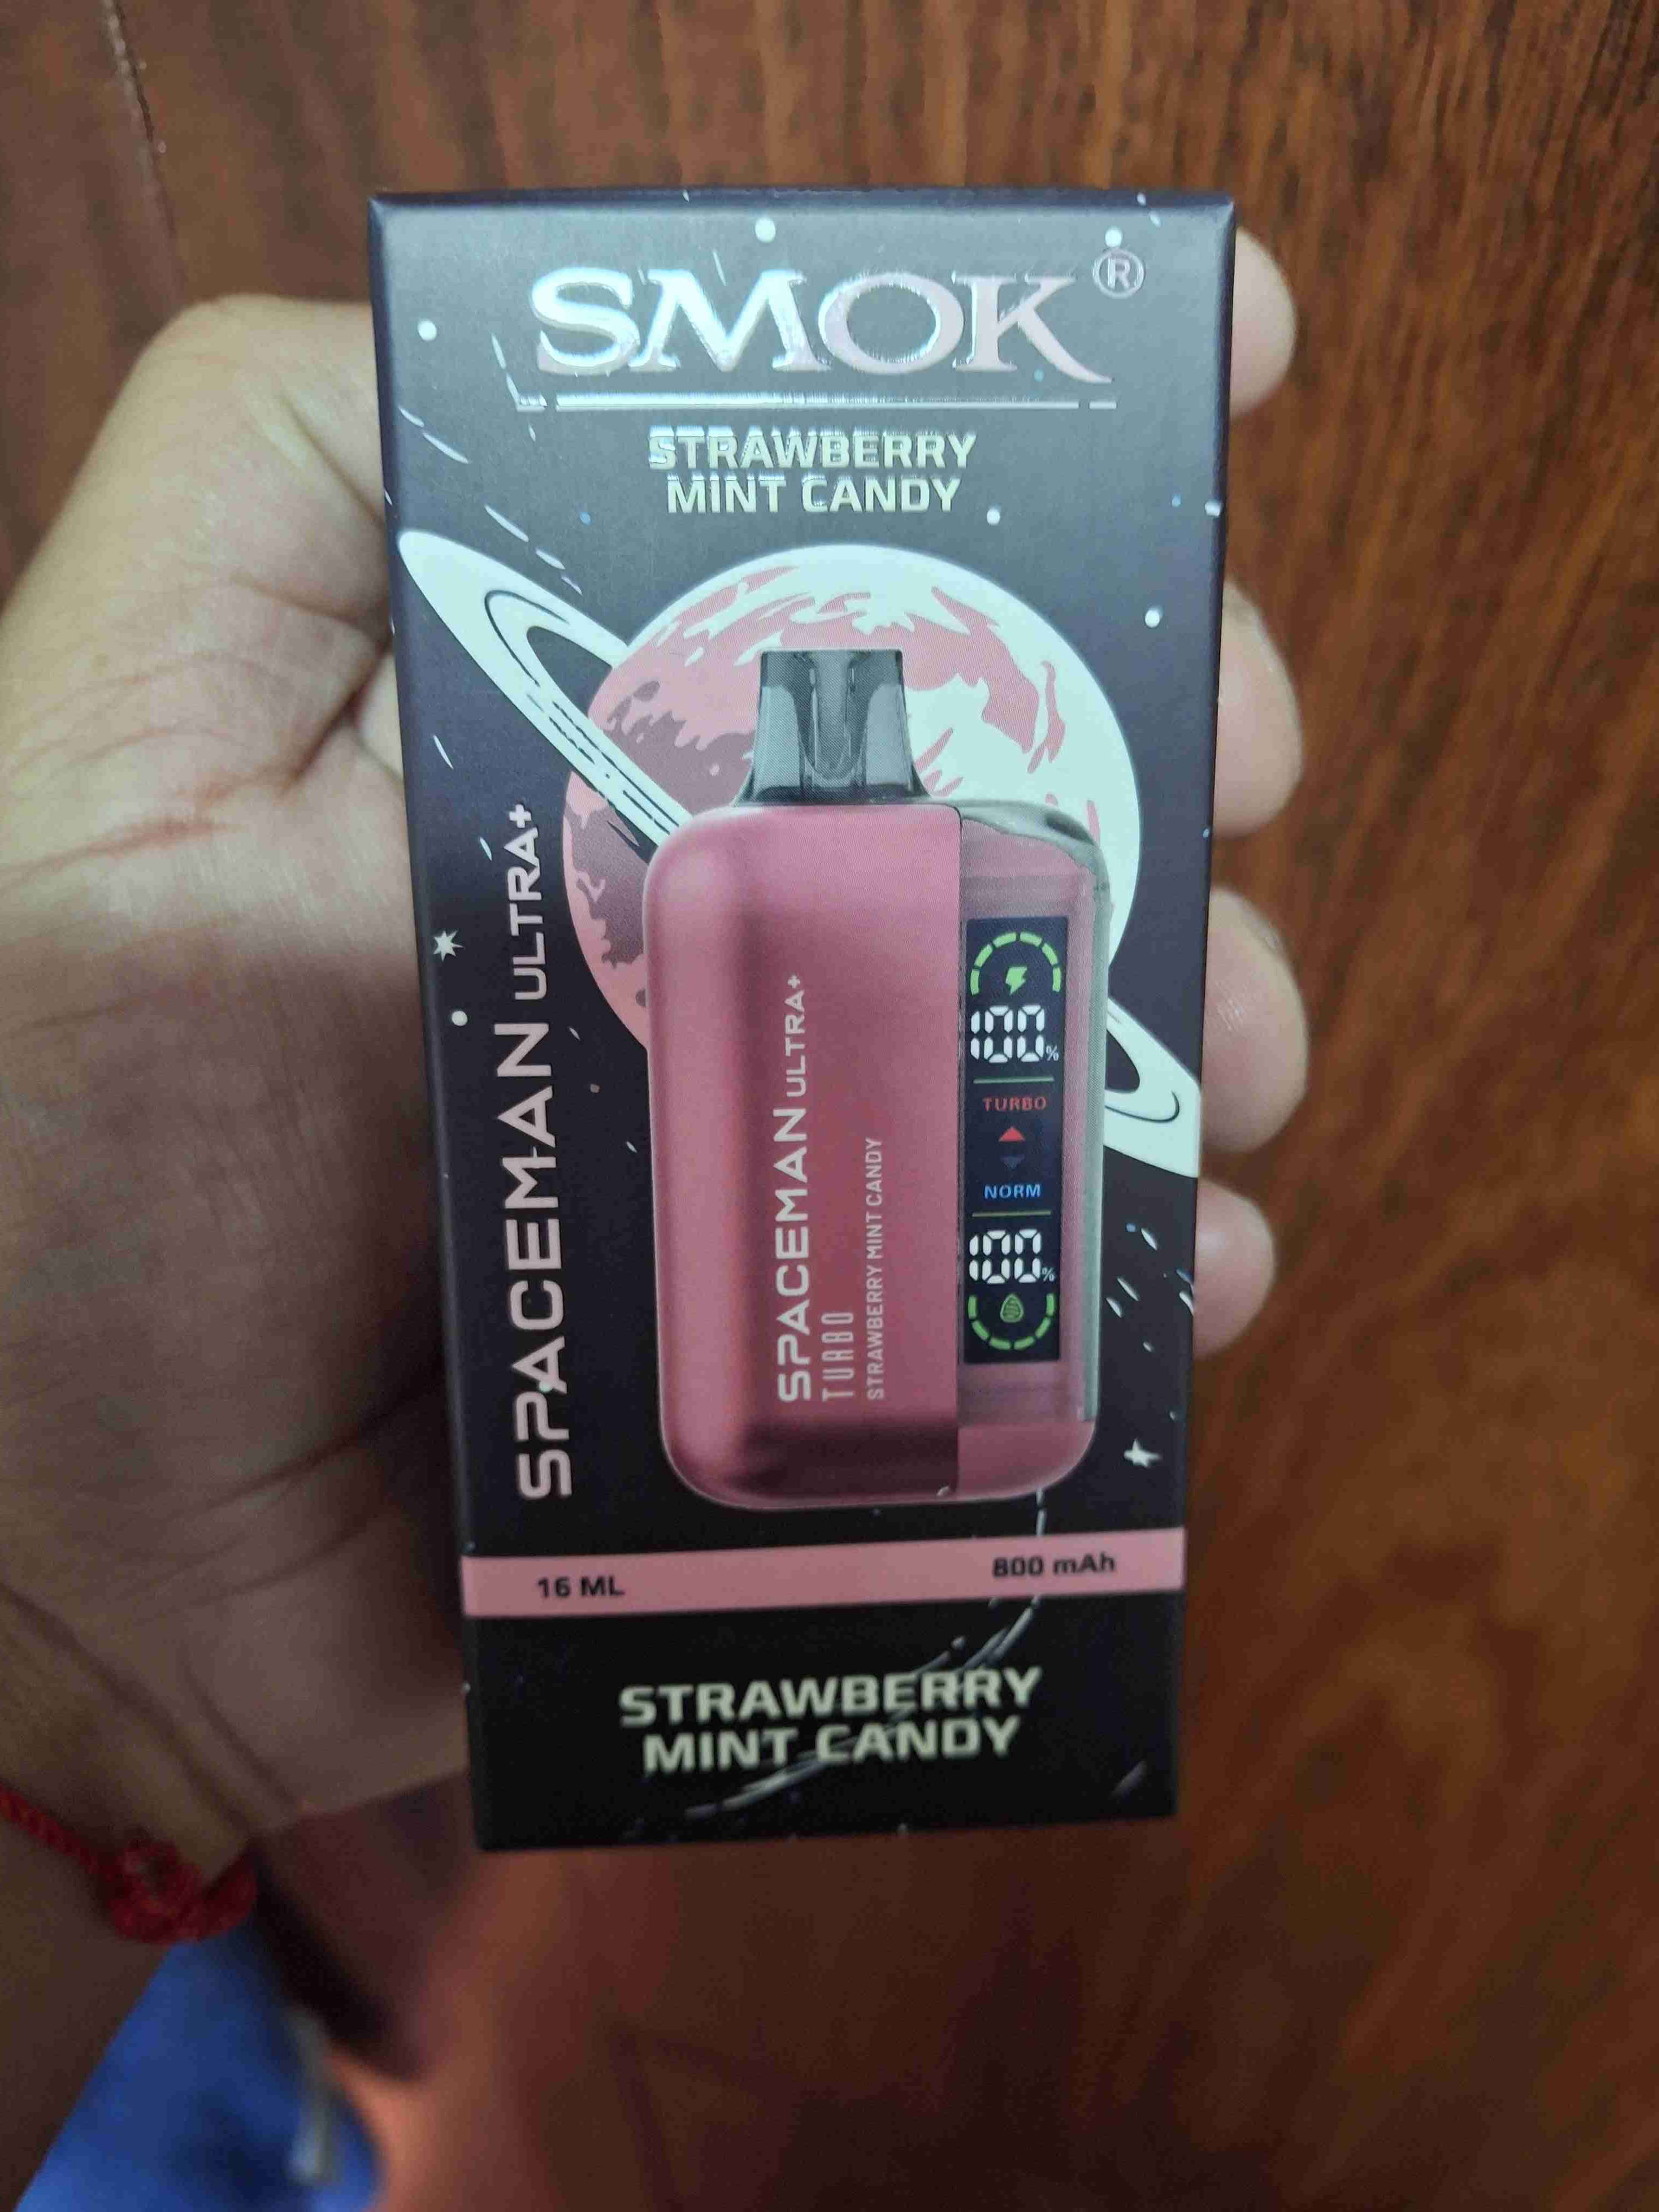 SMOK®
STRAWBERRY
MINT CANDY
SPACEMAN ULTRA+
SPACEMAN ULTRA+
TURBO
STRAWBERRY MINT CANDY
100%
TURBO
NORM
100%
16 ML
800 mAh
STRAWBERRY
MINT CANDY